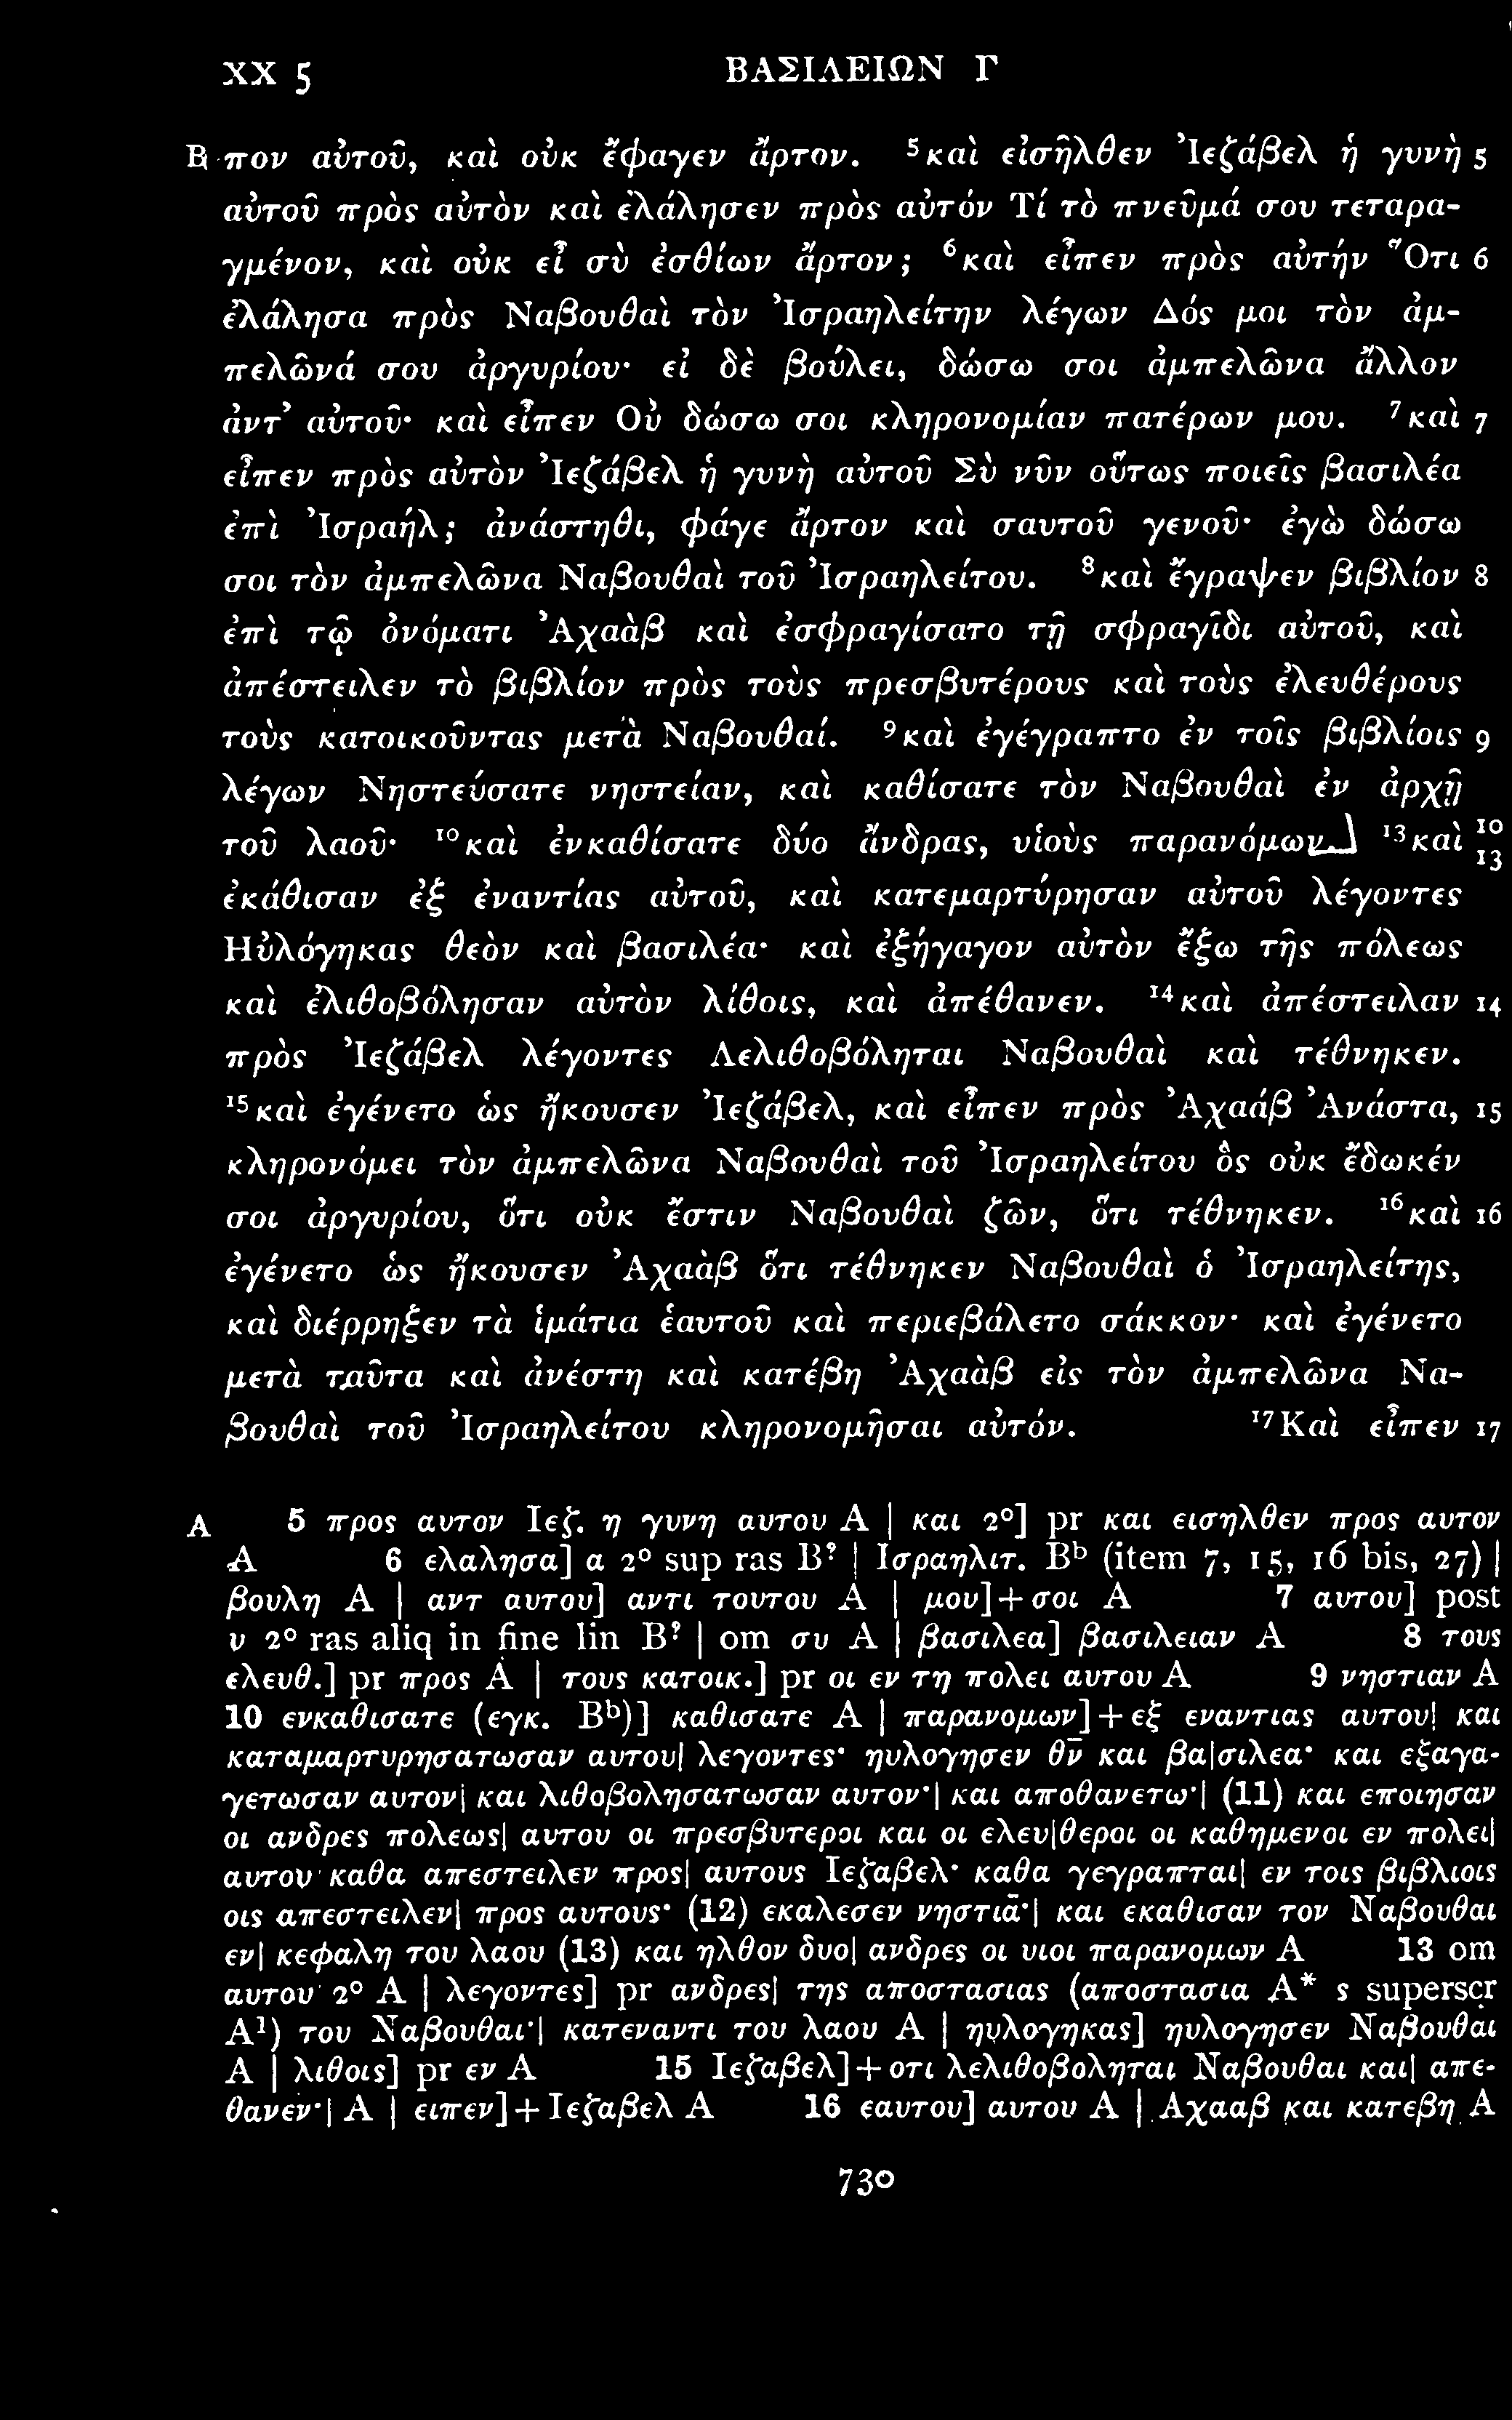 XX 5 ΒΑΣΙΛΕΙΩΝ Γ
B πον αὐτοῦ, καὶ οὐκ ἔφαγεν ἄρτον. ⁵καὶ εἰσῆλθεν Ἰεζάβελ ἡ γυνὴ 5
αὐτοῦ πρὸς αὐτὸν καὶ ἐλάλησεν πρὸς αὐτόν Τί τὸ πνεῦμά σου τεταρα-
γμένον, καὶ οὐκ εἶ σὺ ἐσθίων ἄρτον; ⁶καὶ εἶπεν πρὸς αὐτήν Ὅτι 6
ἐλάλησα πρὸς Ναβουθαὶ τὸν Ἰσραηλείτην λέγων Δός μοι τὸν ἀμ-
πελῶνά σου ἀργυρίου· εἰ δὲ βούλει, δώσω σοι ἀμπελῶνα ἄλλον
ἀντ’ αὐτοῦ· καὶ εἶπεν Οὐ δώσω σοι κληρονομίαν πατέρων μου. ⁷καὶ 7
εἶπεν πρὸς αὐτὸν Ἰεζάβελ ἡ γυνὴ αὐτοῦ Σὺ νῦν οὕτως ποιεῖς βασιλέα
ἐπὶ Ἰσραήλ; ἀνάστηθι, φάγε ἄρτον καὶ σαυτοῦ γενοῦ· ἐγὼ δώσω
σοι τὸν ἀμπελῶνα Ναβουθαὶ τοῦ Ἰσραηλείτου. ⁸καὶ ἔγραψεν βιβλίον 8
ἐπὶ τῷ ὀνόματι Ἀχαὰβ καὶ ἐσφραγίσατο τῇ σφραγῖδι αὐτοῦ, καὶ
ἀπέστειλεν τὸ βιβλίον πρὸς τοὺς πρεσβυτέρους καὶ τοὺς ἐλευθέρους
τοὺς κατοικοῦντας μετὰ Ναβουθαί. ⁹καὶ ἐγέγραπτο ἐν τοῖς βιβλίοις 9
λέγων Νηστεύσατε νηστείαν, καὶ καθίσατε τὸν Ναβουθαὶ ἐν ἀρχῇ
τοῦ λαοῦ· ¹⁰καὶ ἐνκαθίσατε δύο ἄνδρας, υἱοὺς παρανόμων.⅃ ¹³καὶ 10 13
ἐκάθισαν ἐξ ἐναντίας αὐτοῦ, καὶ κατεμαρτύρησαν αὐτοῦ λέγοντες
Ηὐλόγηκας θεὸν καὶ βασιλέα· καὶ ἐξήγαγον αὐτὸν ἔξω τῆς πόλεως
καὶ ἐλιθοβόλησαν αὐτὸν λίθοις, καὶ ἀπέθανεν. ¹⁴καὶ ἀπέστειλαν 14
πρὸς Ἰεζάβελ λέγοντες Λελιθοβόληται Ναβουθαὶ καὶ τέθνηκεν.
¹⁵καὶ ἐγένετο ὡς ἤκουσεν Ἰεζάβελ, καὶ εἶπεν πρὸς Ἀχαάβ Ἀνάστα, 15
κληρονόμει τὸν ἀμπελῶνα Ναβουθαὶ τοῦ Ἰσραηλείτου ὃς οὐκ ἔδωκέν
σοι ἀργυρίου, ὅτι οὐκ ἔστιν Ναβουθαὶ ζῶν, ὅτι τέθνηκεν. ¹⁶καὶ 16
ἐγένετο ὡς ἤκουσεν Ἀχαὰβ ὅτι τέθνηκεν Ναβουθαὶ ὁ Ἰσραηλείτης,
καὶ διέρρηξεν τὰ ἱμάτια ἑαυτοῦ καὶ περιεβάλετο σάκκον· καὶ ἐγένετο
μετὰ ταῦτα καὶ ἀνέστη καὶ κατέβη Ἀχαὰβ εἰς τὸν ἀμπελῶνα Να-
βουθαὶ τοῦ Ἰσραηλείτου κληρονομῆσαι αὐτόν. ¹⁷Καὶ εἶπεν 17
A 5 προς αυτον Ιεζ. η γυνη αυτου A | και 2°] pr και εισηλθεν προς αυτον
A 6 ελαλησα] α 2° sup ras B? | Ισραηλιτ. Bᵇ (item 7, 15, 16 bis, 27) |
βουλη A | αντ αυτου] αντι τουτου A | μου]+σοι A 7 αυτου] post
υ 2° ras aliq in fine lin B? | om συ A | βασιλεα] βασιλειαν A 8 τους
ελευθ.] pr προς A | τους κατοικ.] pr οι εν τη πολει αυτου A 9 νηστιαν A
10 ενκαθισατε (εγκ. Bᵇ)] καθισατε A | παρανομων]+εξ εναντιας αυτου| και
καταμαρτυρησατωσαν αυτου| λεγοντες· ηυλογησεν θν̄ και βα|σιλεα· και εξαγα-
γετωσαν αυτον| και λιθοβολησατωσαν αυτον·| και αποθανετω·| (11) και εποιησαν
οι ανδρες πολεως| αυτου οι πρεσβυτεροι και οι ελευ|θεροι οι καθημενοι εν πολει|
αυτου καθα απεστειλεν προς| αυτους Ιεζαβελ· καθα γεγραπται| εν τοις βιβλιοις
οις απεστειλεν| προς αυτους· (12) εκαλεσεν νηστιᾱ·| και εκαθισαν τον Ναβουθαι
εν| κεφαλη του λαου (13) και ηλθον δυο| ανδρες οι υιοι παρανομων A 13 om
αυτου 2° A | λεγοντες] pr ανδρες| της αποστασιας (αποστασια A* ς superscr
A¹) του Ναβουθαι·| κατεναντι του λαου A | ηυλογηκας] ηυλογησεν Ναβουθαι
A | λιθοις] pr εν A 15 Ιεζαβελ]+οτι λελιθοβοληται Ναβουθαι και| απε-
θανεν·| A | ειπεν]+Ιεζαβελ A 16 εαυτου] αυτου A | Αχααβ και κατεβη A
730